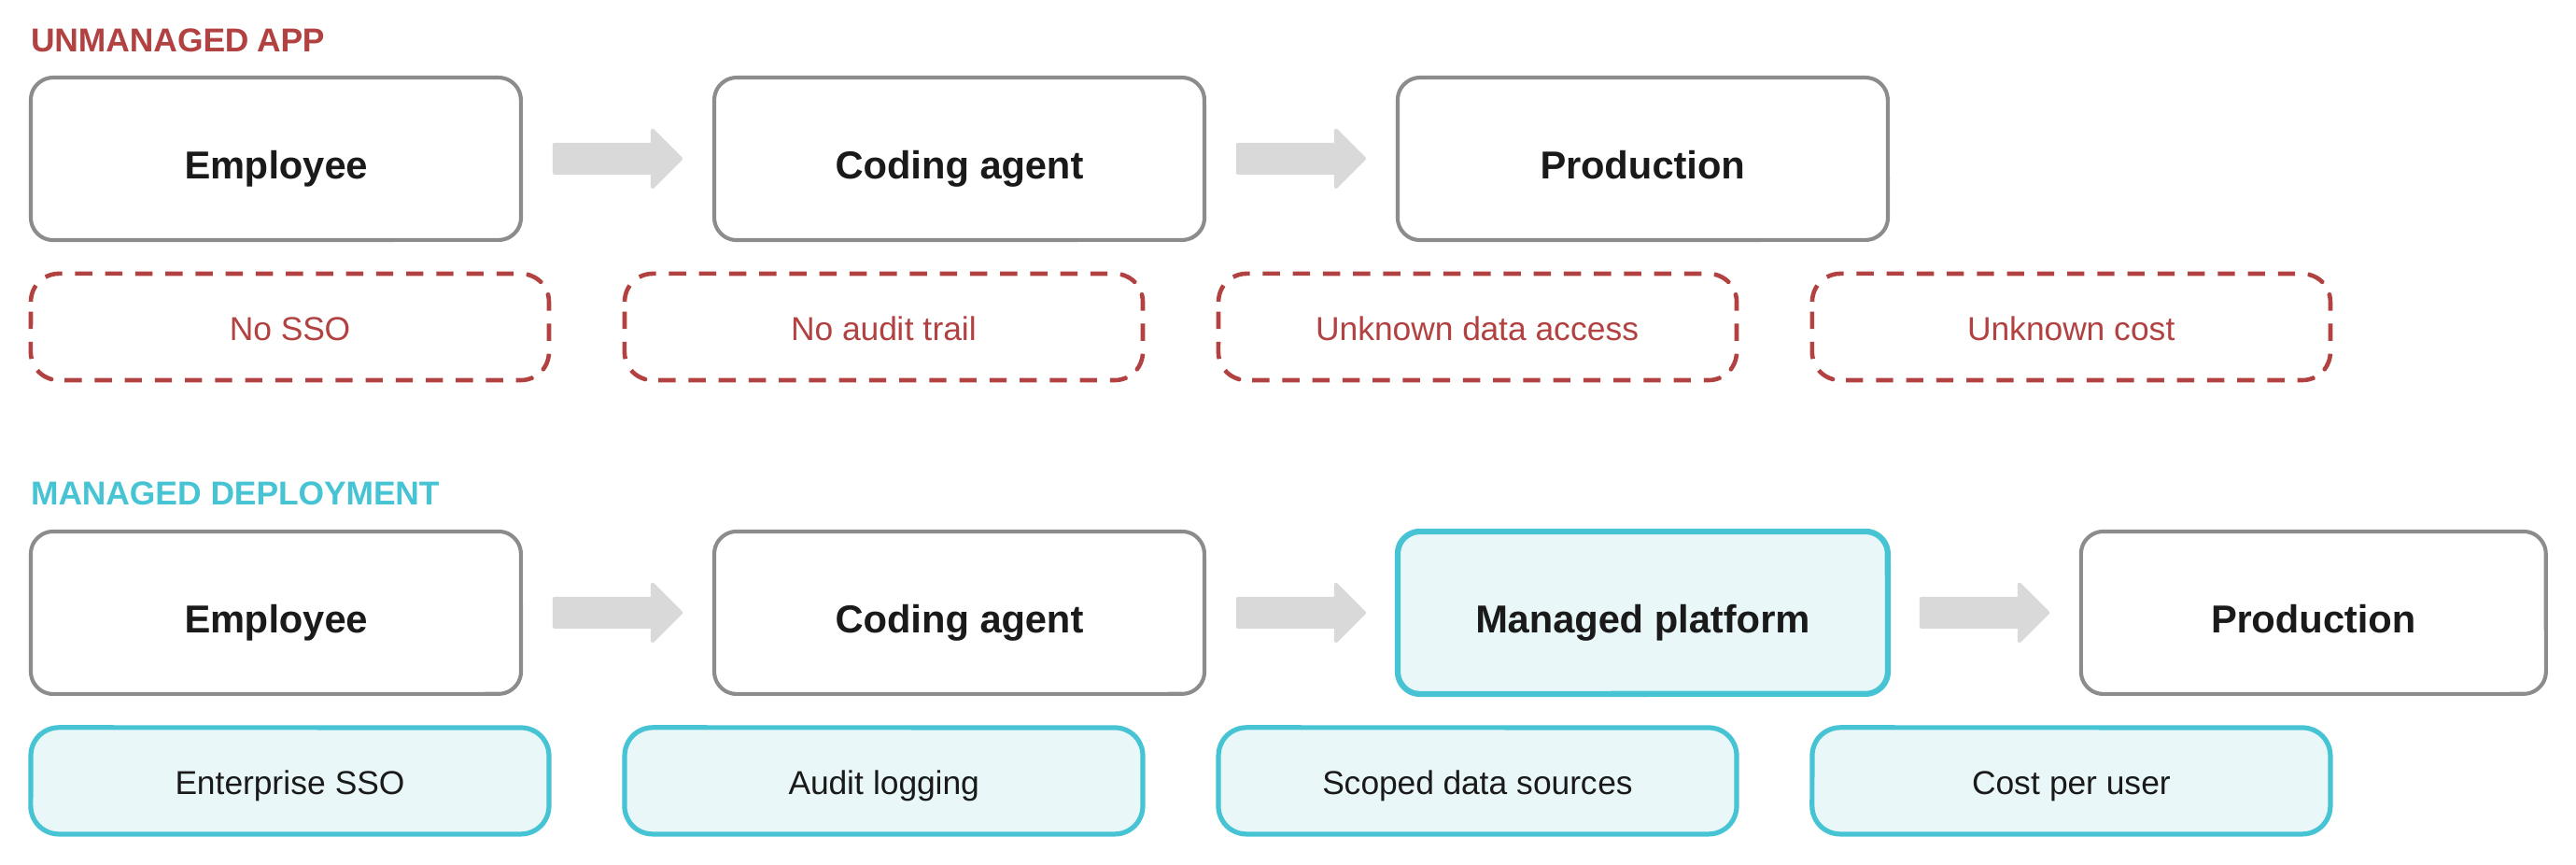 UNMANAGED APP
Employee
Coding agent
Production
No SSO
No audit trail
Unknown data access
Unknown cost
MANAGED DEPLOYMENT
Employee
Coding agent
Managed platform
Production
Enterprise SSO
Audit logging
Scoped data sources
Cost per user